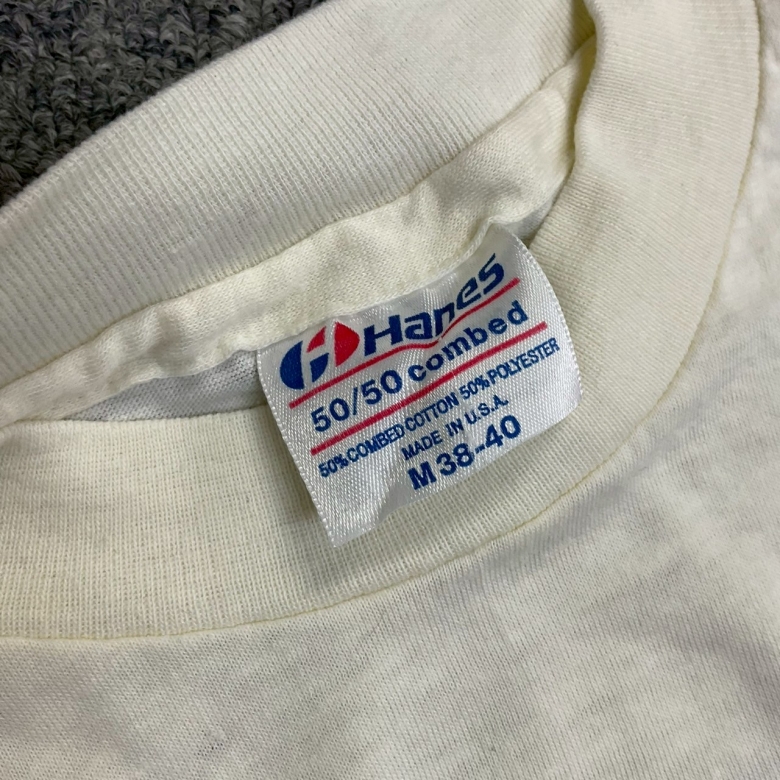 Hanes
50/50 combed
50% COMBED COTTON 50% POLYESTER
MADE IN U.S.A.
M 38-40